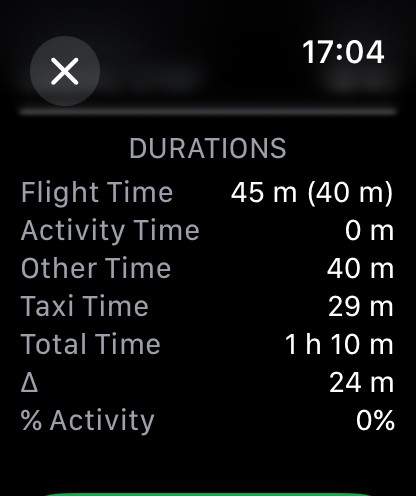 17:04
DURATIONS
Flight Time 45 m (40 m)
Activity Time 0 m
Other Time 40 m
Taxi Time 29 m
Total Time 1 h 10 m
Δ 24 m
% Activity 0%